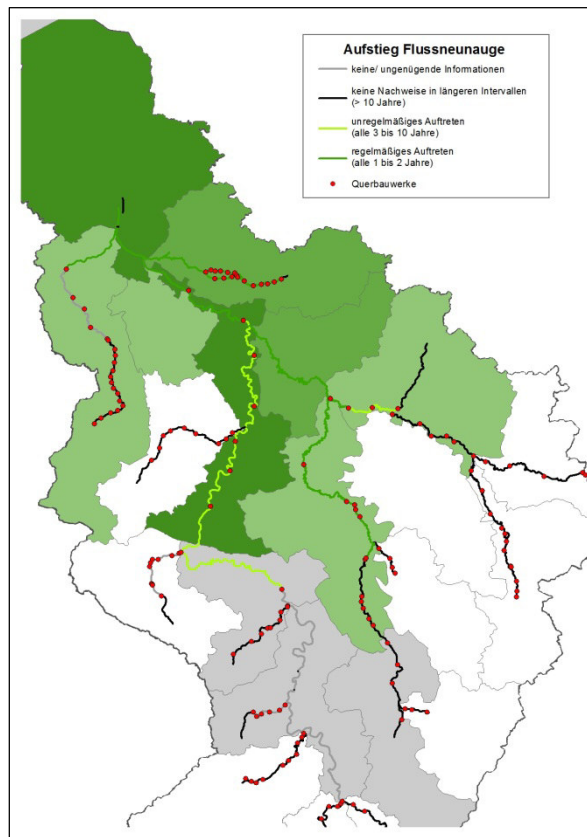 Aufstieg Flussneunauge
keine/ ungenügende Informationen
keine Nachweise in längeren Intervallen
(> 10 Jahre)
unregelmäßiges Auftreten
(alle 3 bis 10 Jahre)
regelmäßiges Auftreten
(alle 1 bis 2 Jahre)
Querbauwerke